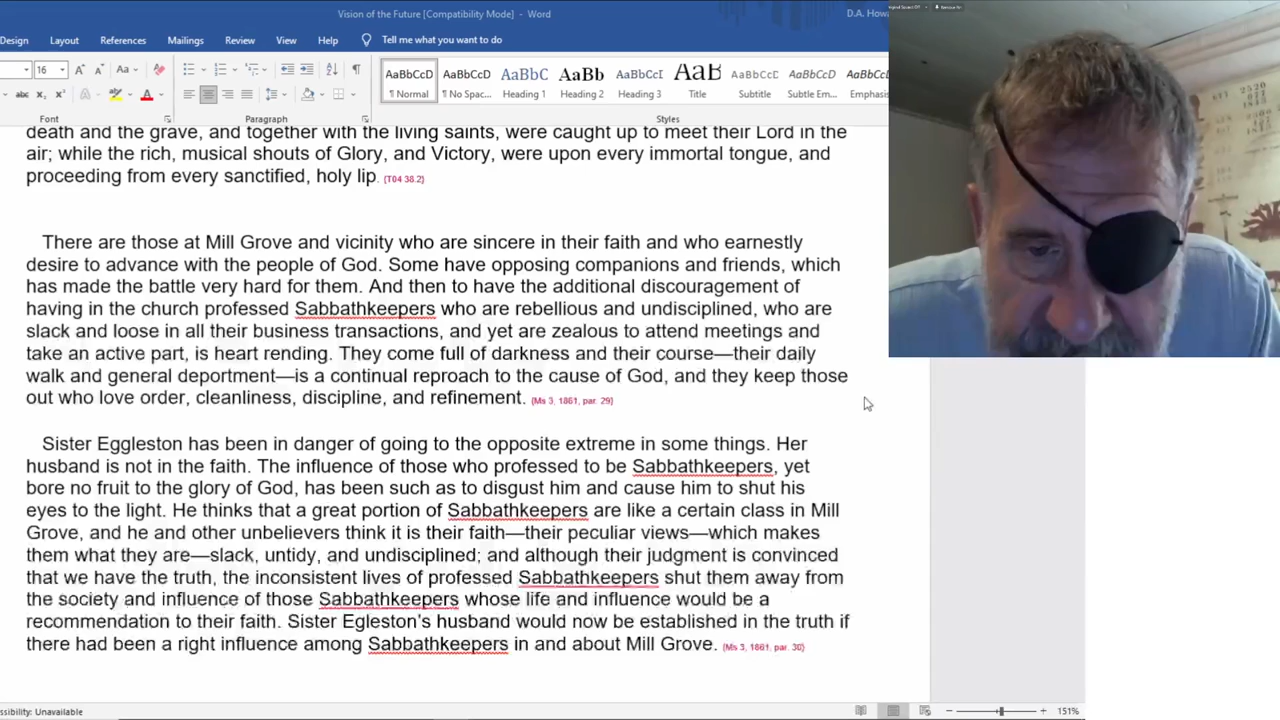 Vision of the Future [Compatibility Mode] - Word
D.A. Howa
Design Layout References Mailings Review View Help Tell me what you want to do
16 Aa
abc x₂ x² A ab A
AaBbCcD AaBbCcD AaBbC AaBb AaBbCcI AaB AaBbCcD AaBbCcD AaBbCcD
¶ Normal ¶ No Spac... Heading 1 Heading 2 Heading 3 Title Subtitle Subtle Em... Emphasis
Font Paragraph Styles
death and the grave, and together with the living saints, were caught up to meet their Lord in the
air; while the rich, musical shouts of Glory, and Victory, were upon every immortal tongue, and
proceeding from every sanctified, holy lip. {T04 38.2}
There are those at Mill Grove and vicinity who are sincere in their faith and who earnestly
desire to advance with the people of God. Some have opposing companions and friends, which
has made the battle very hard for them. And then to have the additional discouragement of
having in the church professed Sabbathkeepers who are rebellious and undisciplined, who are
slack and loose in all their business transactions, and yet are zealous to attend meetings and
take an active part, is heart rending. They come full of darkness and their course—their daily
walk and general deportment—is a continual reproach to the cause of God, and they keep those
out who love order, cleanliness, discipline, and refinement. {Ms 3, 1861, par. 29}
Sister Eggleston has been in danger of going to the opposite extreme in some things. Her
husband is not in the faith. The influence of those who professed to be Sabbathkeepers, yet
bore no fruit to the glory of God, has been such as to disgust him and cause him to shut his
eyes to the light. He thinks that a great portion of Sabbathkeepers are like a certain class in Mill
Grove, and he and other unbelievers think it is their faith—their peculiar views—which makes
them what they are—slack, untidy, and undisciplined; and although their judgment is convinced
that we have the truth, the inconsistent lives of professed Sabbathkeepers shut them away from
the society and influence of those Sabbathkeepers whose life and influence would be a
recommendation to their faith. Sister Egleston's husband would now be established in the truth if
there had been a right influence among Sabbathkeepers in and about Mill Grove. {Ms 3, 1861, par. 30}
ssibility: Unavailable
151%
2520
1843